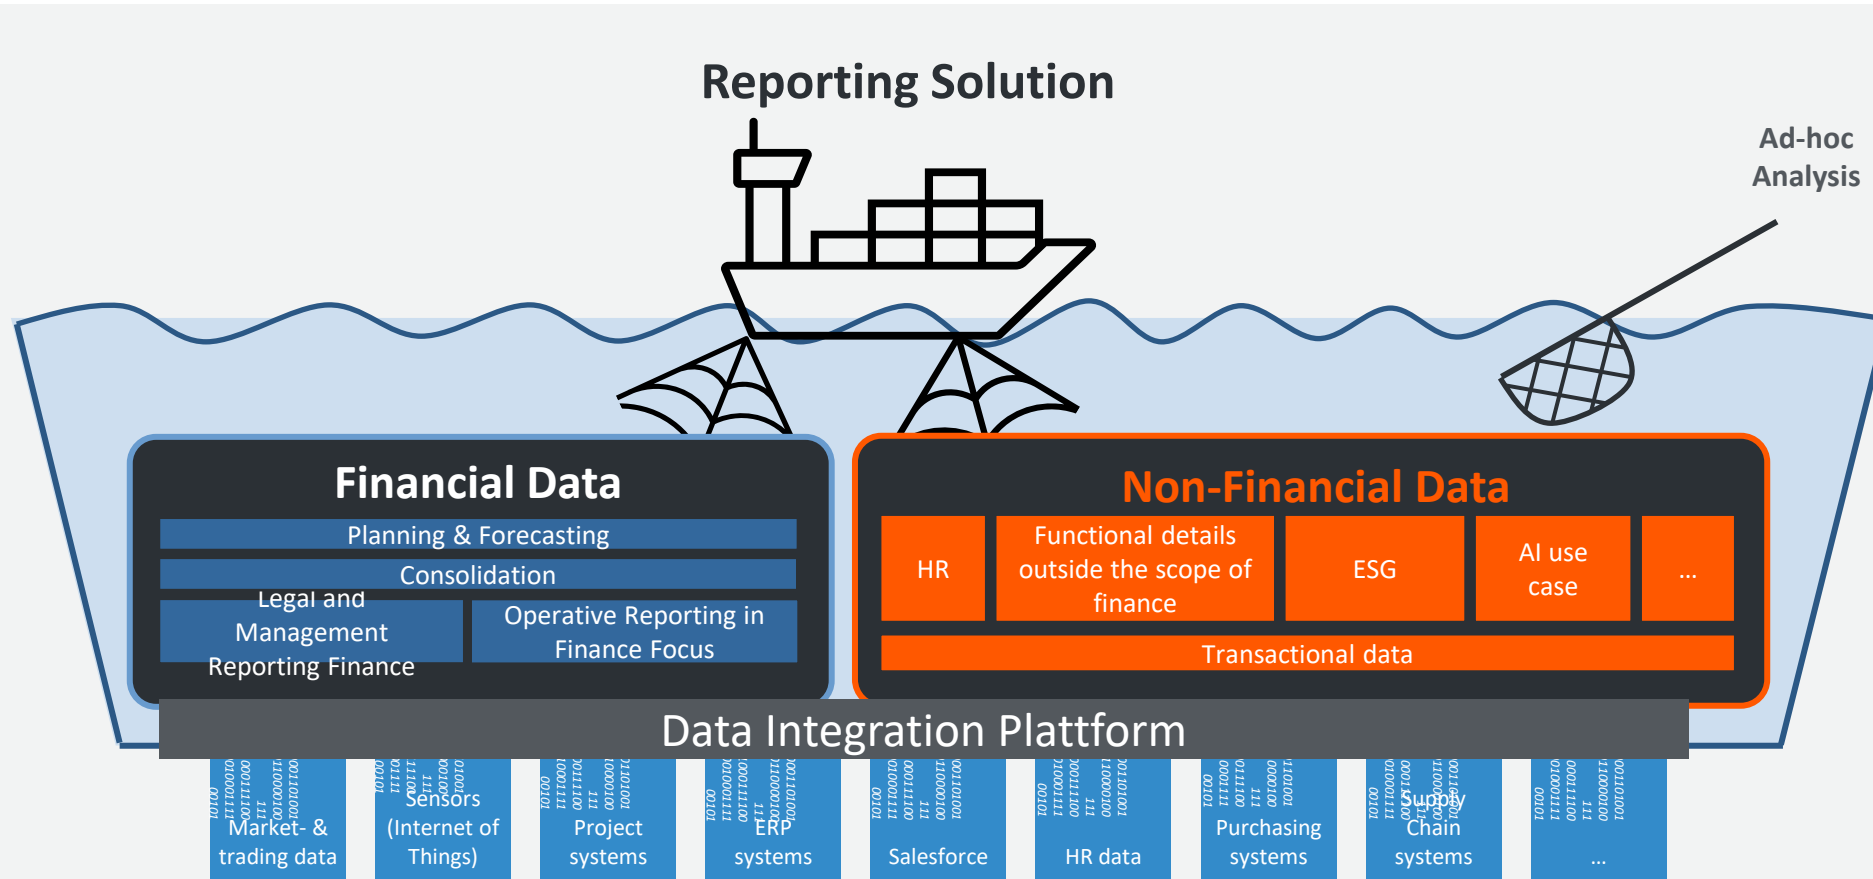 Reporting Solution
Ad-hoc
Analysis
Financial Data
Planning & Forecasting
Consolidation
Legal and
Management
Reporting Finance
Operative Reporting in
Finance Focus
Non-Financial Data
HR
Functional details
outside the scope of
finance
ESG
AI use
case
...
Transactional data
Data Integration Plattform
Market- &
trading data
Sensors
(Internet of
Things)
Project
systems
ERP
systems
Salesforce
HR data
Purchasing
systems
Supply
Chain
systems
...